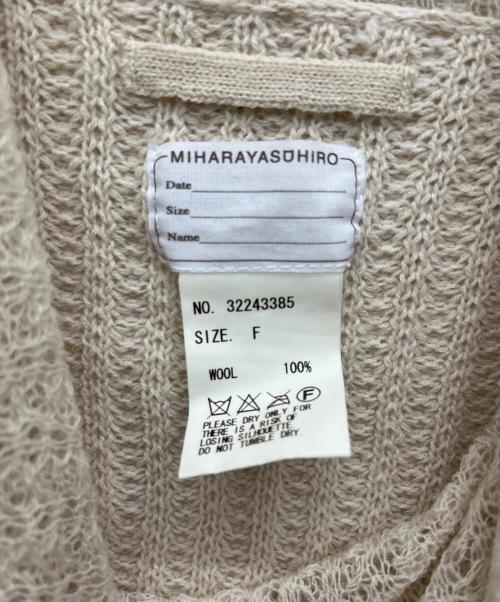 MIHARAYASUHIRO
Date
Size
Name
NO. 32243385
SIZE. F
WOOL 100%
F
PLEASE DRY ONLY FOR
THERE IS A RISK OF
LOSING SILHOUETTE.
DO NOT TUMBLE DRY.